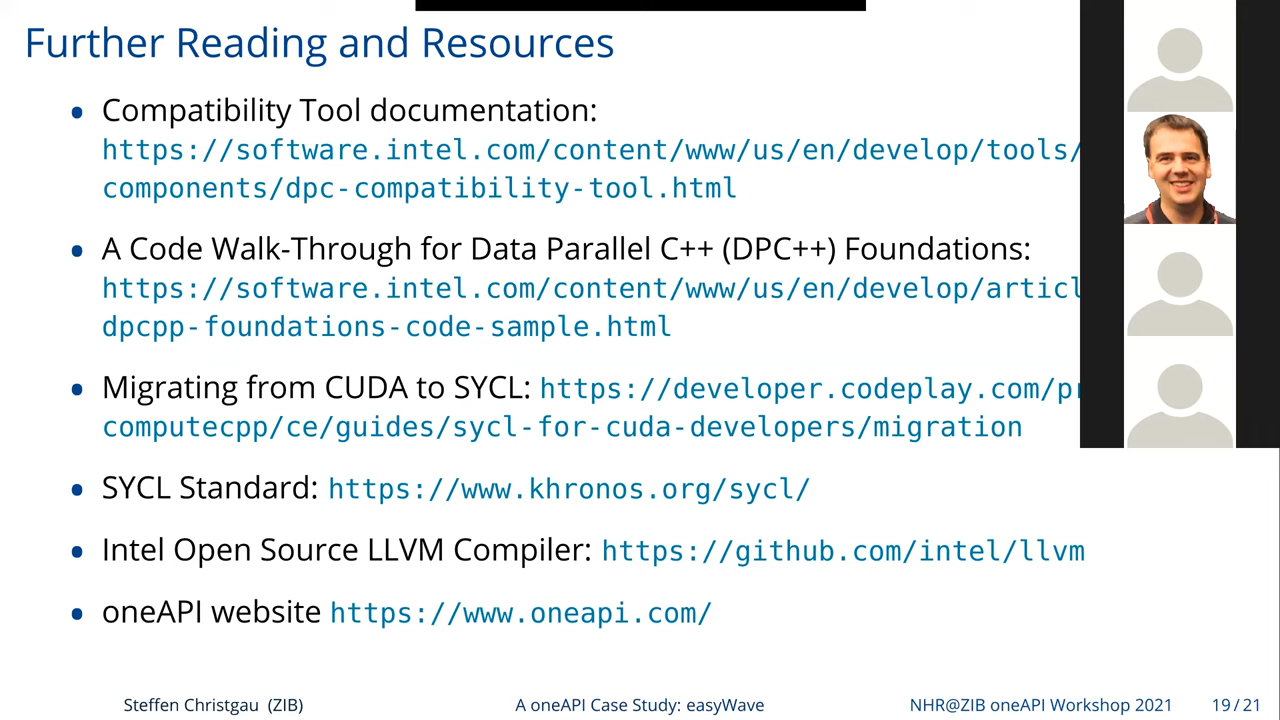 Further Reading and Resources
• Compatibility Tool documentation:
https://software.intel.com/content/www/us/en/develop/tools/
components/dpc-compatibility-tool.html
• A Code Walk-Through for Data Parallel C++ (DPC++) Foundations:
https://software.intel.com/content/www/us/en/develop/articl
dpcpp-foundations-code-sample.html
• Migrating from CUDA to SYCL: https://developer.codeplay.com/pr
computecpp/ce/guides/sycl-for-cuda-developers/migration
• SYCL Standard: https://www.khronos.org/sycl/
• Intel Open Source LLVM Compiler: https://github.com/intel/llvm
• oneAPI website https://www.oneapi.com/
Steffen Christgau (ZIB) A oneAPI Case Study: easyWave NHR@ZIB oneAPI Workshop 2021 19 / 21